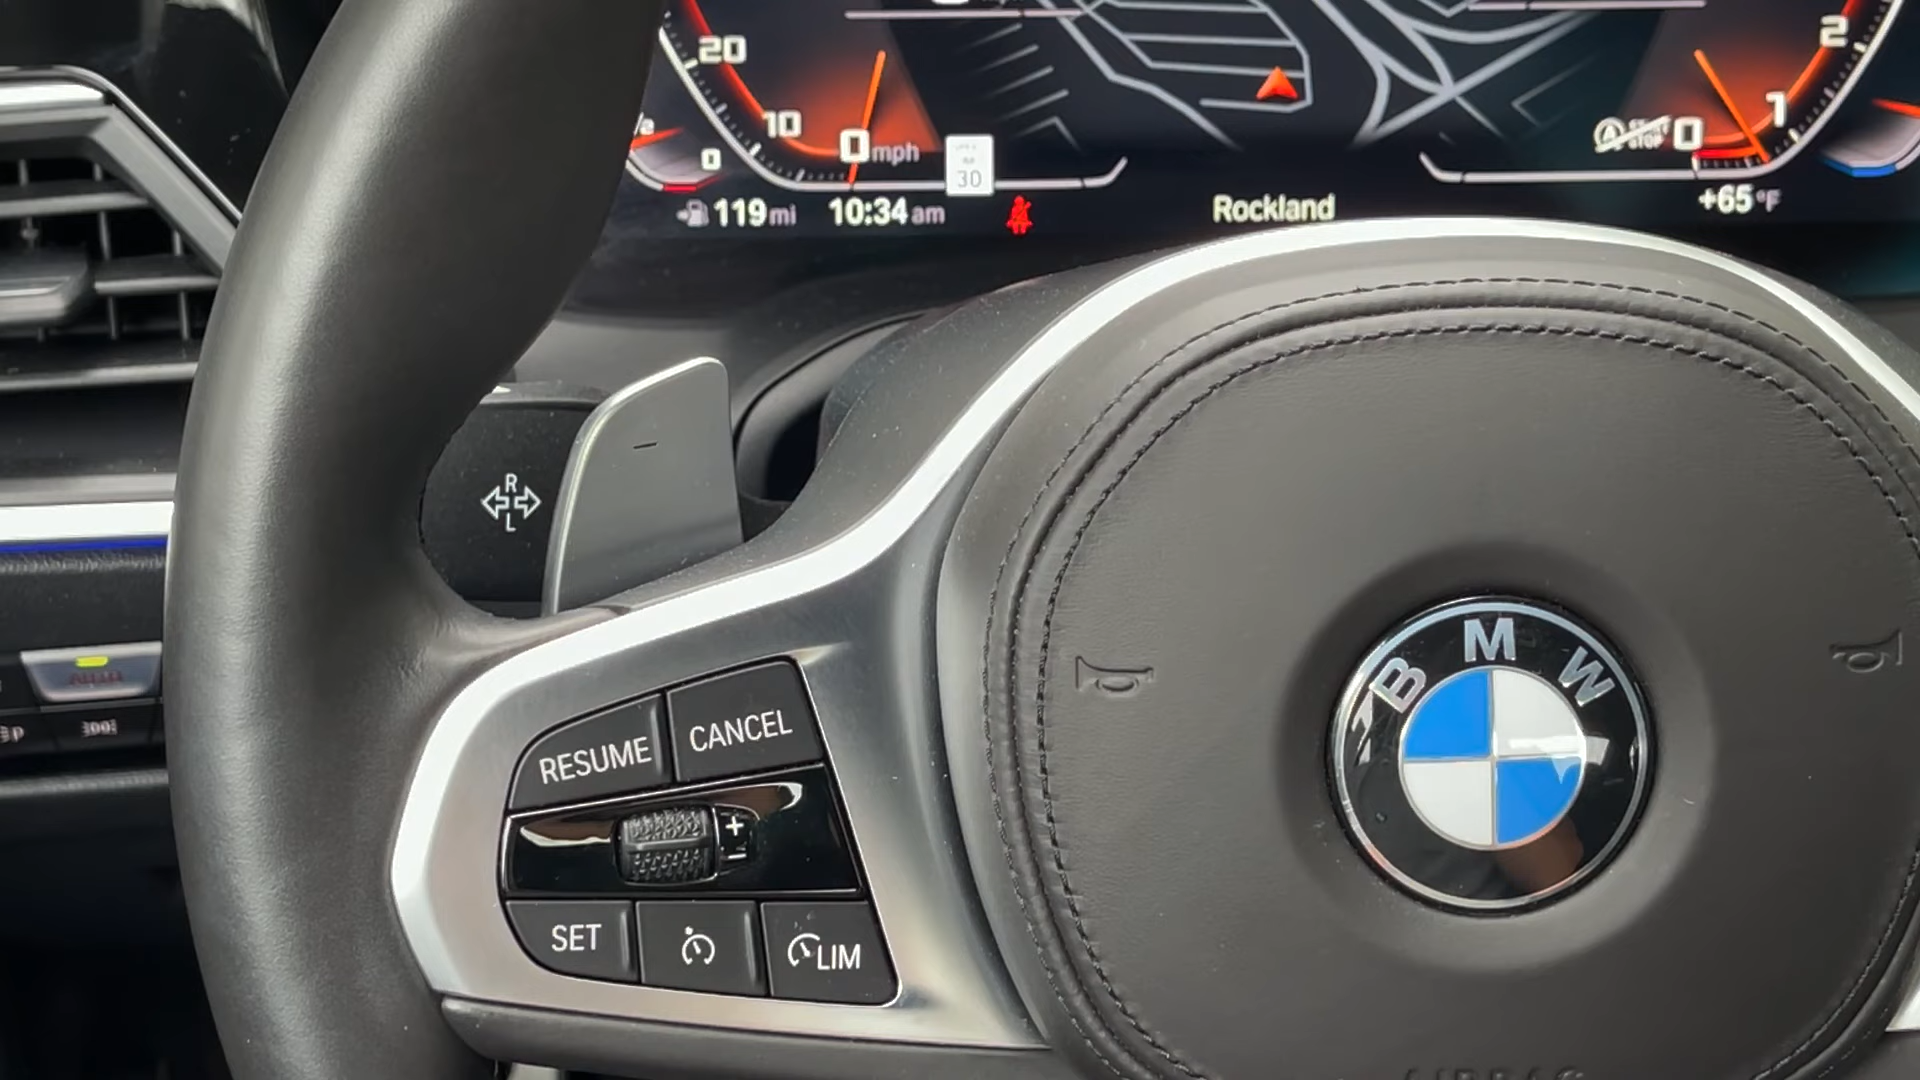 20
10
0
0 mph
30
119 mi
10:34 am
Rockland
2
1
0
+65 °F
R
L
AUTO
RESUME
CANCEL
+
SET
LIM
BMW